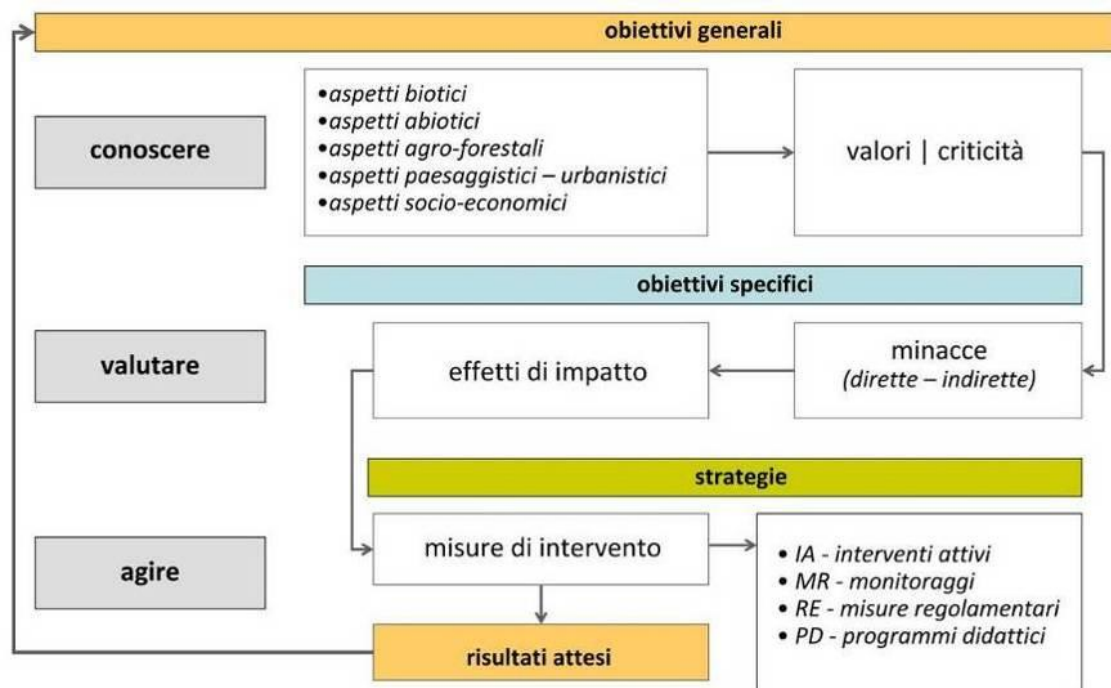 obiettivi generali
conoscere
•aspetti biotici
•aspetti abiotici
•aspetti agro-forestali
•aspetti paesaggistici – urbanistici
•aspetti socio-economici
valori | criticità
obiettivi specifici
valutare
effetti di impatto
minacce
(dirette – indirette)
strategie
agire
misure di intervento
• IA - interventi attivi
• MR - monitoraggi
• RE - misure regolamentari
• PD - programmi didattici
risultati attesi